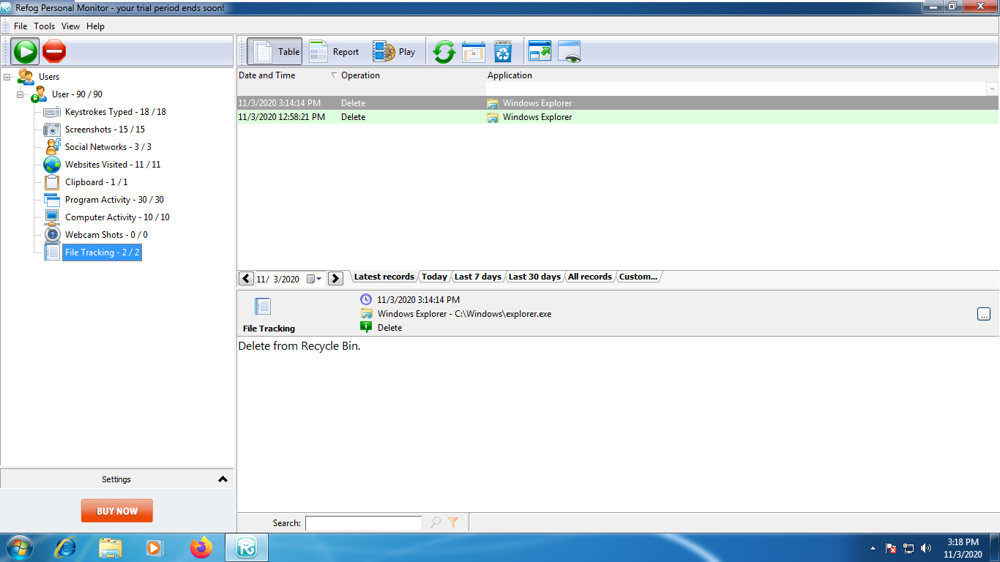 Refog Personal Monitor - your trial period ends soon!
File Tools View Help
Table Report Play
Users
User - 90 / 90
Keystrokes Typed - 18 / 18
Screenshots - 15 / 15
Social Networks - 3 / 3
Websites Visited - 11 / 11
Clipboard - 1 / 1
Program Activity - 30 / 30
Computer Activity - 10 / 10
Webcam Shots - 0 / 0
File Tracking - 2 / 2
Settings
BUY NOW
Date and Time Operation Application
11/3/2020 3:14:14 PM Delete Windows Explorer
11/3/2020 12:58:21 PM Delete Windows Explorer
11/ 3/2020 Latest records Today Last 7 days Last 30 days All records Custom...
File Tracking
11/3/2020 3:14:14 PM
Windows Explorer - C:\Windows\explorer.exe
Delete
...
Delete from Recycle Bin.
Search:
3:18 PM
11/3/2020